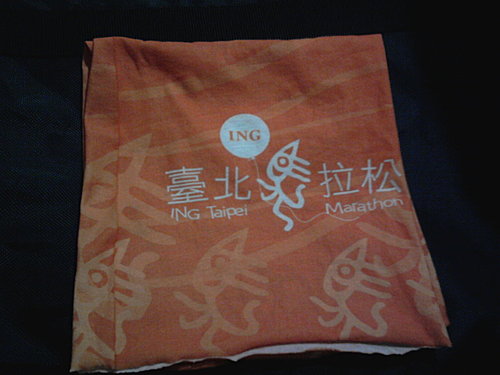 ING
臺北 拉松
ING Taipei Marathon